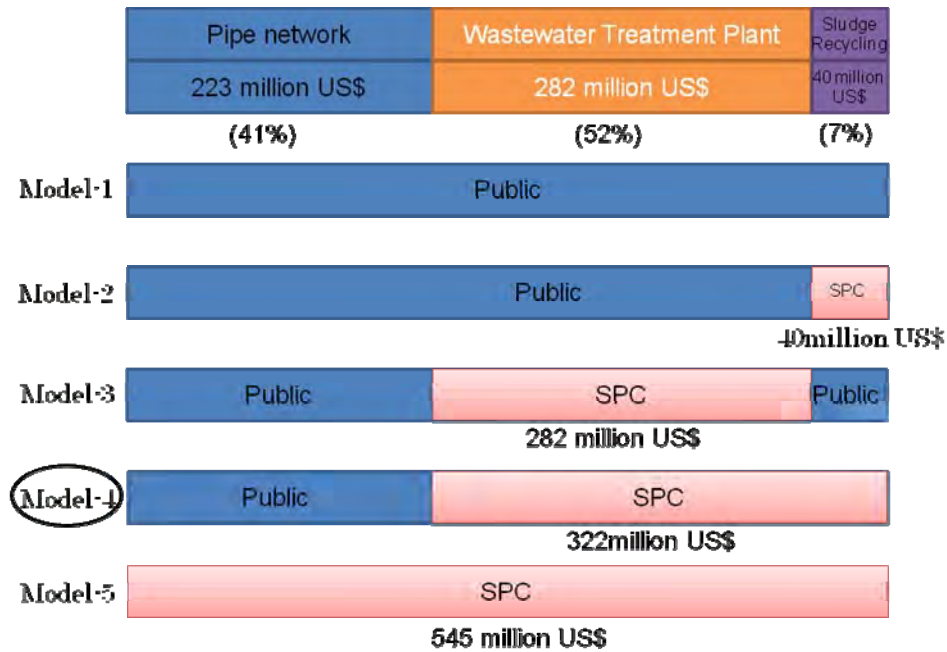 Pipe network
Wastewater Treatment Plant
Sludge
Recycling
223 million US$
282 million US$
40 million
US$
(41%)
(52%)
(7%)
Model-1
Public
Model-2
Public
SPC
40million US$
Model-3
Public
SPC
Public
282 million US$
Model-4
Public
SPC
322million US$
Model-5
SPC
545 million US$